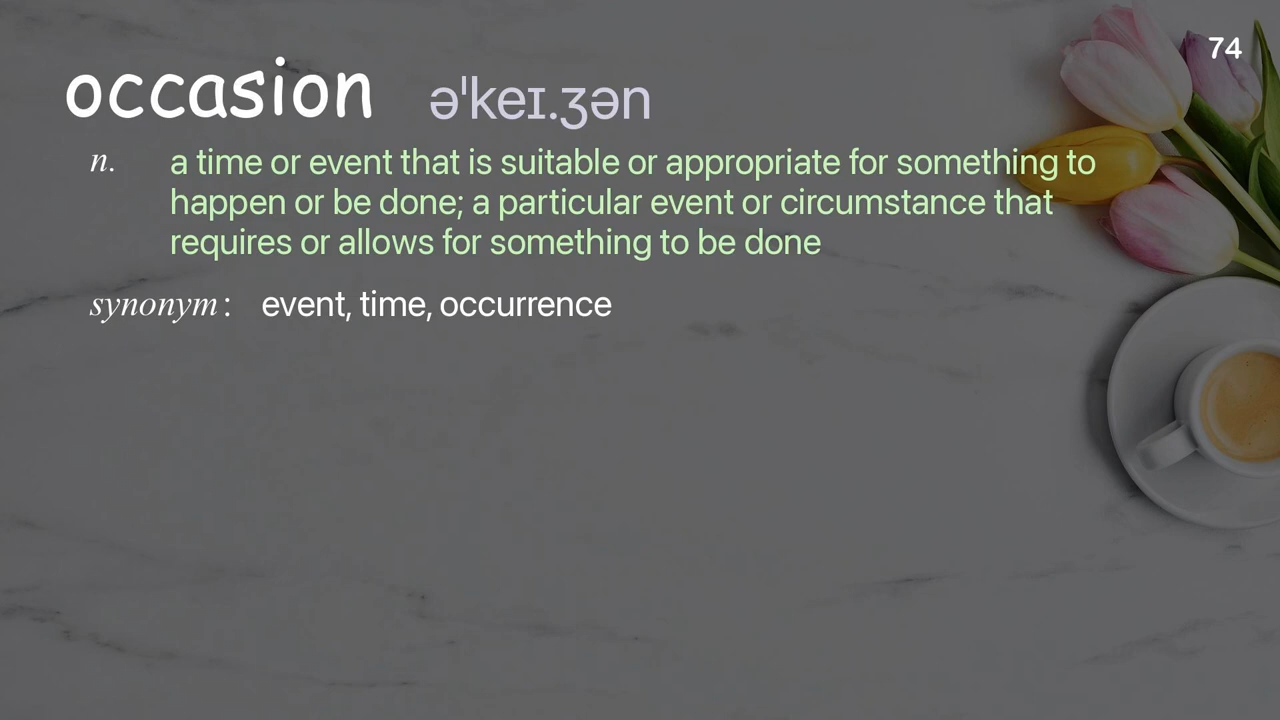 74
occasion əˈkeɪ.ʒən
n. a time or event that is suitable or appropriate for something to
happen or be done; a particular event or circumstance that
requires or allows for something to be done
synonym: event, time, occurrence